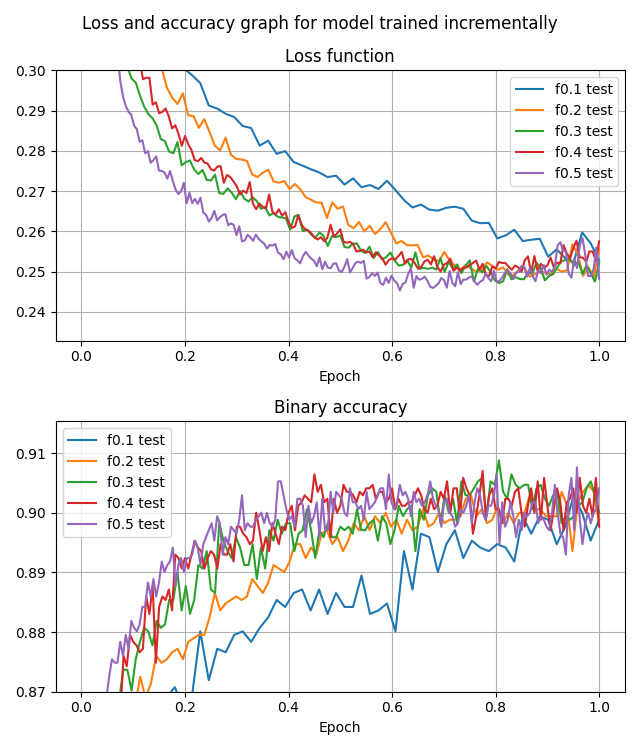 Loss and accuracy graph for model trained incrementally
Loss function
0.30
0.29
0.28
0.27
0.26
0.25
0.24
f0.1 test
f0.2 test
f0.3 test
f0.4 test
f0.5 test
0.0 0.2 0.4 0.6 0.8 1.0
Epoch
Binary accuracy
0.91
0.90
0.89
0.88
0.87
f0.1 test
f0.2 test
f0.3 test
f0.4 test
f0.5 test
0.0 0.2 0.4 0.6 0.8 1.0
Epoch